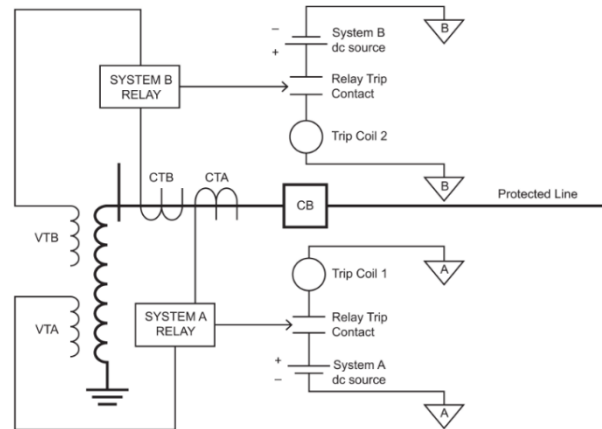 −
+
System B
dc source
B
SYSTEM B
RELAY
Relay Trip
Contact
Trip Coil 2
B
CTB
CTA
CB
Protected Line
VTB
VTA
Trip Coil 1
A
SYSTEM A
RELAY
Relay Trip
Contact
+
−
System A
dc source
A